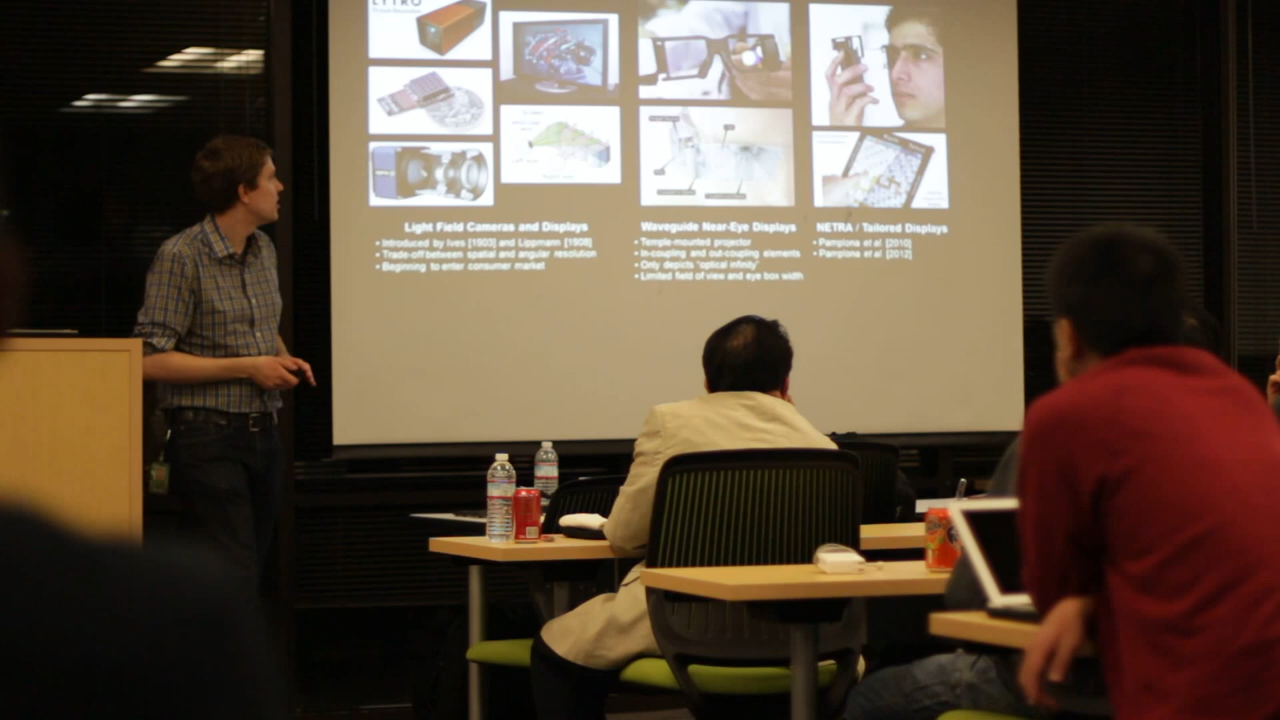 LYTRO
Light Field Cameras and Displays
• Introduced by Ives [1903] and Lippmann [1908]
• Trade-off between spatial and angular resolution
• Beginning to enter consumer market
Waveguide Near-Eye Displays
• Temple-mounted projector
• In-coupling and out-coupling elements
• Only depicts "optical infinity"
• Limited field of view and eye box width
NETRA / Tailored Displays
• Pamplona et al. [2010]
• Pamplona et al. [2012]